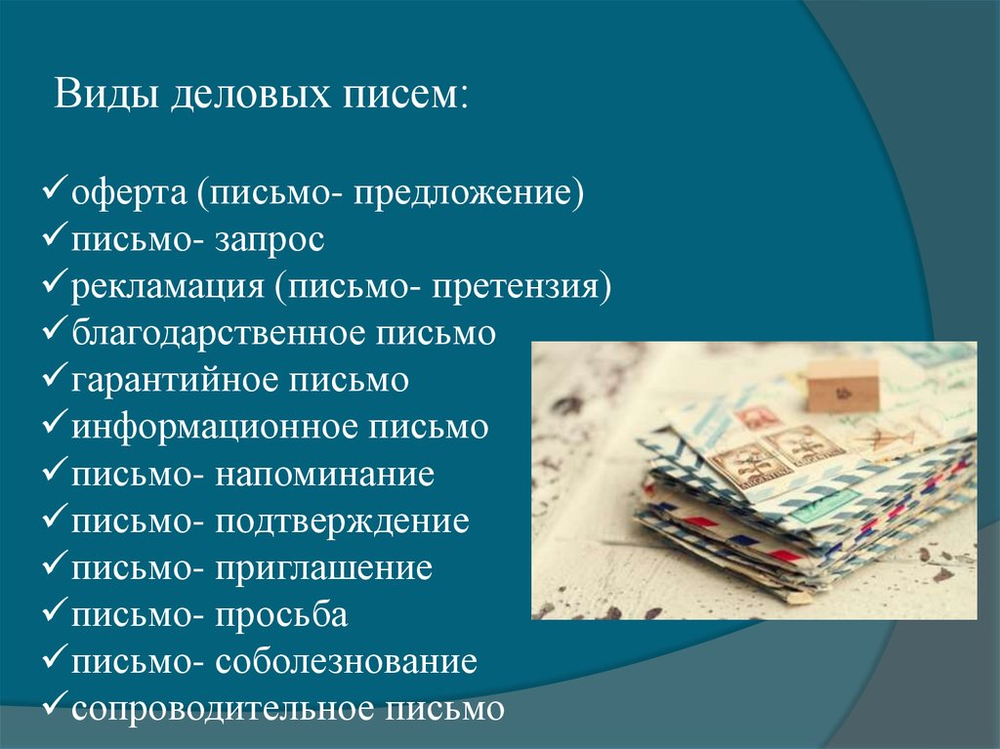 Виды деловых писем:
✓оферта (письмо- предложение)
✓письмо- запрос
✓рекламация (письмо- претензия)
✓благодарственное письмо
✓гарантийное письмо
✓информационное письмо
✓письмо- напоминание
✓письмо- подтверждение
✓письмо- приглашение
✓письмо- просьба
✓письмо- соболезнование
✓сопроводительное письмо
ARGENTINA